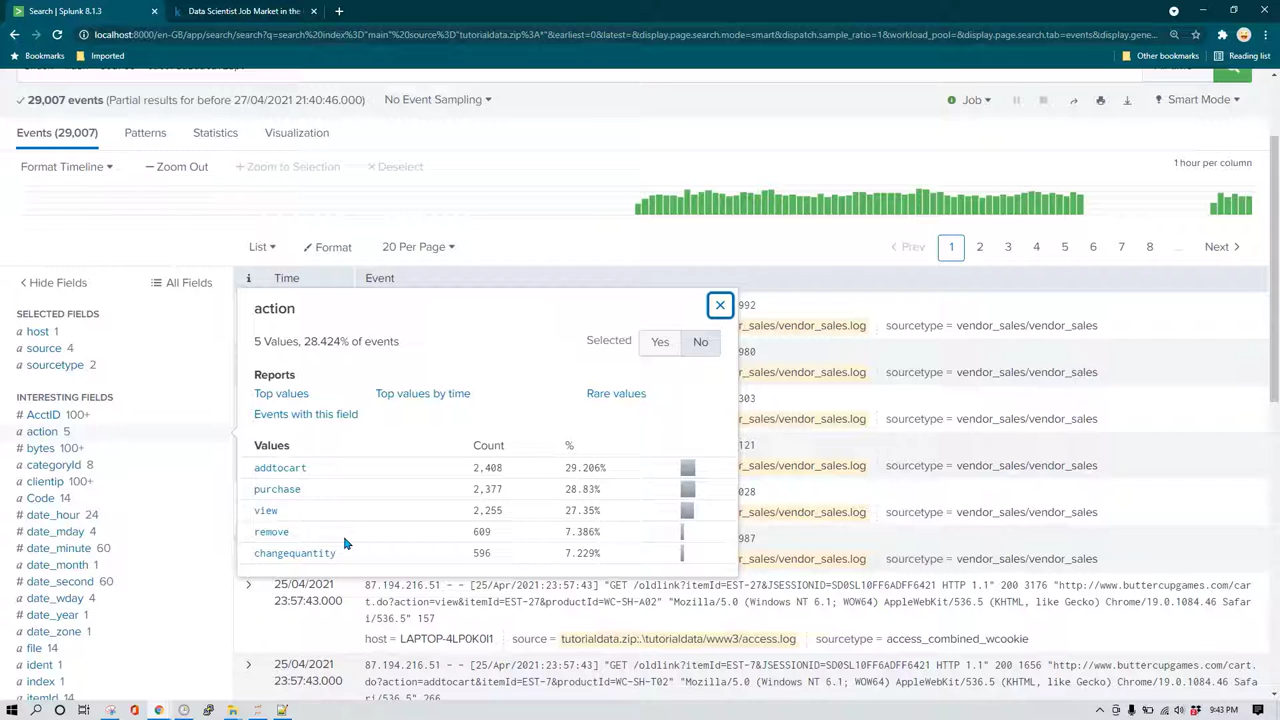 Search | Splunk 8.1.3
Data Scientist Job Market in the
localhost:8000/en-GB/app/search/search?q=search%20index%3D"main"%20source%3D"tutorialdata.zip%3A*"&earliest=0&latest=&display.page.search.mode=smart&dispatch.sample_ratio=1&workload_pool=&display.page.search.tab=events&display.gene...
Bookmarks
Imported
Other bookmarks
Reading list
29,007 events (Partial results for before 27/04/2021 21:40:46.000)
No Event Sampling
Job
Smart Mode
Events (29,007)
Patterns
Statistics
Visualization
Format Timeline
— Zoom Out
+ Zoom to Selection
× Deselect
1 hour per column
List
Format
20 Per Page
Prev
1
2
3
4
5
6
7
8
...
Next
Hide Fields
All Fields
i
Time
Event
SELECTED FIELDS
a host 1
a source 4
a sourcetype 2
INTERESTING FIELDS
# AcctID 100+
a action 5
# bytes 100+
a categoryId 8
a clientip 100+
a Code 14
# date_hour 24
# date_mday 4
# date_minute 60
a date_month 1
# date_second 60
a date_wday 4
# date_year 1
a date_zone 1
a file 14
a ident 1
a index 1
a itemId 14
action
5 Values, 28.424% of events
Selected
Yes
No
Reports
Top values
Top values by time
Rare values
Events with this field
Values Count %
addtocart 2,408 29.206%
purchase 2,377 28.83%
view 2,255 27.35%
remove 609 7.386%
changequantity 596 7.229%
992
r_sales/vendor_sales.log
sourcetype = vendor_sales/vendor_sales
980
r_sales/vendor_sales.log
sourcetype = vendor_sales/vendor_sales
303
r_sales/vendor_sales.log
sourcetype = vendor_sales/vendor_sales
121
r_sales/vendor_sales.log
sourcetype = vendor_sales/vendor_sales
028
r_sales/vendor_sales.log
sourcetype = vendor_sales/vendor_sales
987
r_sales/vendor_sales.log
sourcetype = vendor_sales/vendor_sales
25/04/2021
23:57:43.000
87.194.216.51 - - [25/Apr/2021:23:57:43] "GET /oldlink?itemId=EST-27&JSESSIONID=SD0SL10FF6ADFF6421 HTTP 1.1" 200 3176 "http://www.buttercupgames.com/car
t.do?action=view&itemId=EST-27&productId=WC-SH-A02" "Mozilla/5.0 (Windows NT 6.1; WOW64) AppleWebKit/536.5 (KHTML, like Gecko) Chrome/19.0.1084.46 Safar
i/536.5" 157
host = LAPTOP-4LP0K0I1
source = tutorialdata.zip:.\tutorialdata/www3/access.log
sourcetype = access_combined_wcookie
25/04/2021
23:57:43.000
87.194.216.51 - - [25/Apr/2021:23:57:43] "GET /oldlink?itemId=EST-7&JSESSIONID=SD0SL10FF6ADFF6421 HTTP 1.1" 200 1656 "http://www.buttercupgames.com/cart.
do?action=addtocart&itemId=EST-7&productId=WC-SH-T02" "Mozilla/5.0 (Windows NT 6.1; WOW64) AppleWebKit/536.5 (KHTML, like Gecko) Chrome/19.0.1084.46 Safa
ri/536.5" 266
9:43 PM